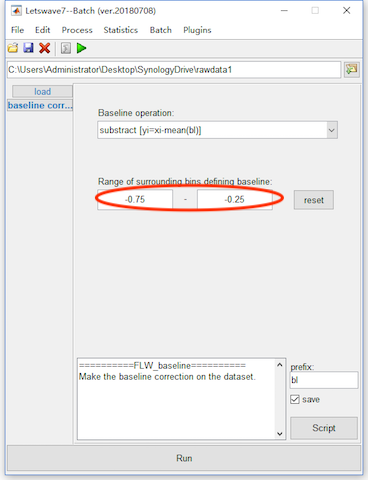 Letswave7--Batch (ver.20180708)
File Edit Process Statistics Batch Plugins
C:\Users\Administrator\Desktop\SynologyDrive\rawdata1
load
baseline corr...
Baseline operation:
substract [yi=xi-mean(bl)]
Range of surrounding bins defining baseline:
-0.75 - -0.25 reset
==========FLW_baseline==========
Make the baseline correction on the dataset.
prefix:
bl
save
Script
Run